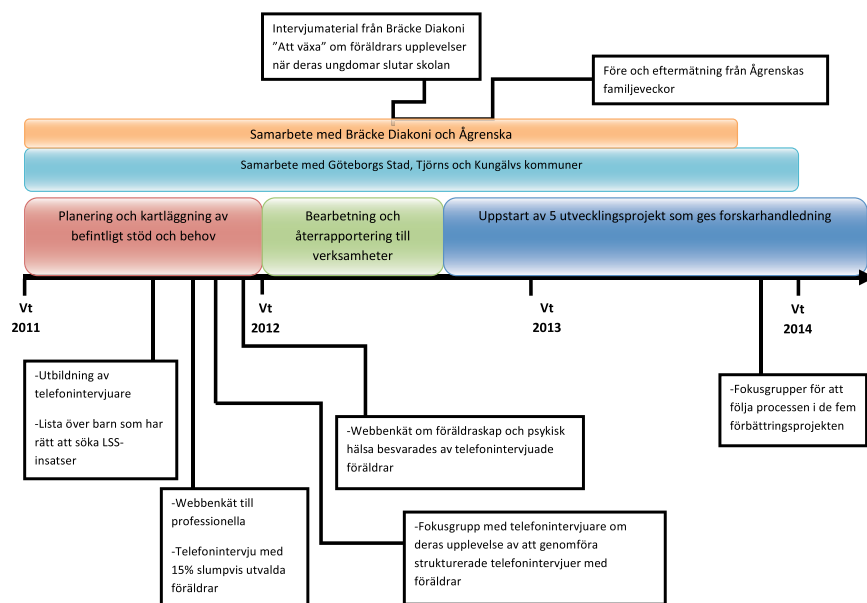 Intervjumaterial från Bräcke Diakoni
”Att växa” om föräldrars upplevelser
när deras ungdomar slutar skolan
Före och eftermätning från Ågrenskas
familjeveckor
Samarbete med Bräcke Diakoni och Ågrenska
Samarbete med Göteborgs Stad, Tjörns och Kungälvs kommuner
Planering och kartläggning av
befintligt stöd och behov
Bearbetning och
återrapportering till
verksamheter
Uppstart av 5 utvecklingsprojekt som ges forskarhandledning
Vt
2011
Vt
2012
Vt
2013
Vt
2014
-Utbildning av
telefonintervjuare
-Lista över barn som har
rätt att söka LSS-
insatser
-Webbenkät till
professionella
-Telefonintervju med
15% slumpvis utvalda
föräldrar
-Webbenkät om föräldraskap och psykisk
hälsa besvarades av telefonintervjuade
föräldrar
-Fokusgrupp med telefonintervjuare om
deras upplevelse av att genomföra
strukturerade telefonintervjuer med
föräldrar
-Fokusgrupper för att
följa processen i de fem
förbättringsprojekten